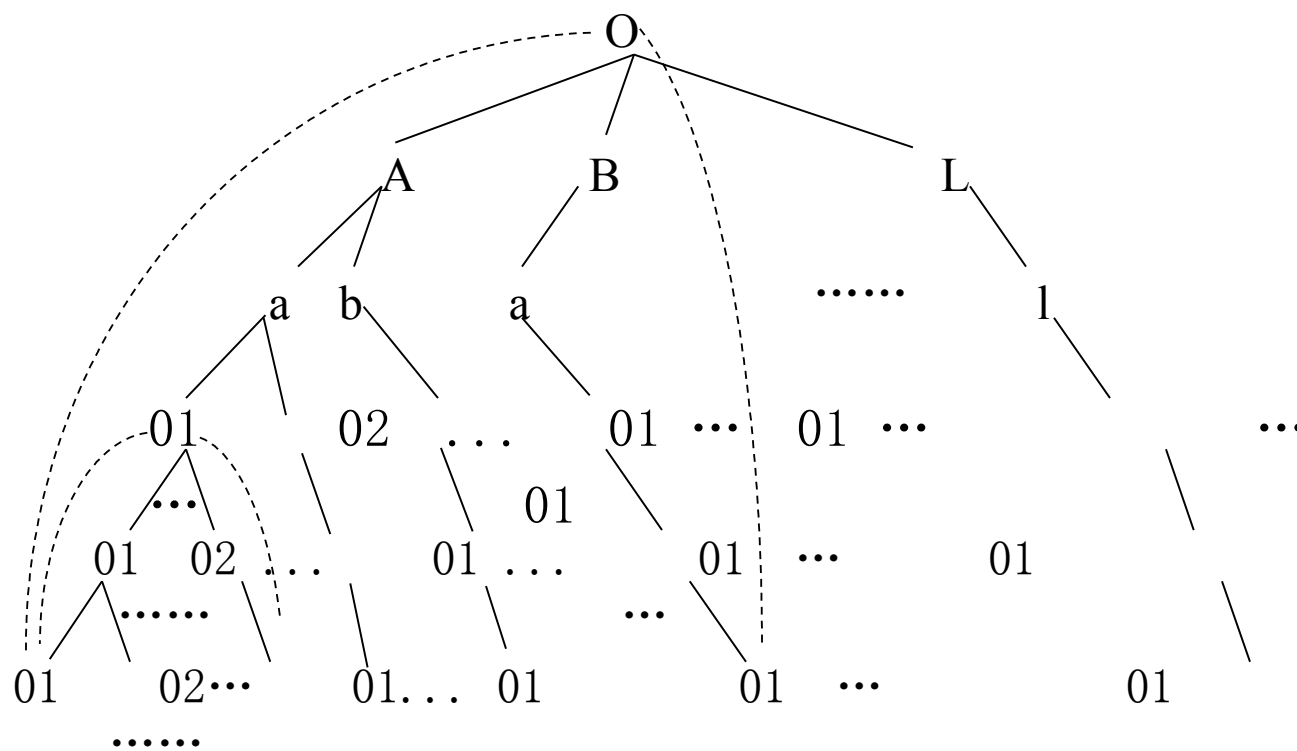 O
A B L
a b a …… l
01 02 ... 01 … 01 … …
… 01
01 02 ... 01 ... 01 … 01
…… …
01 02… 01... 01 01 … 01
……